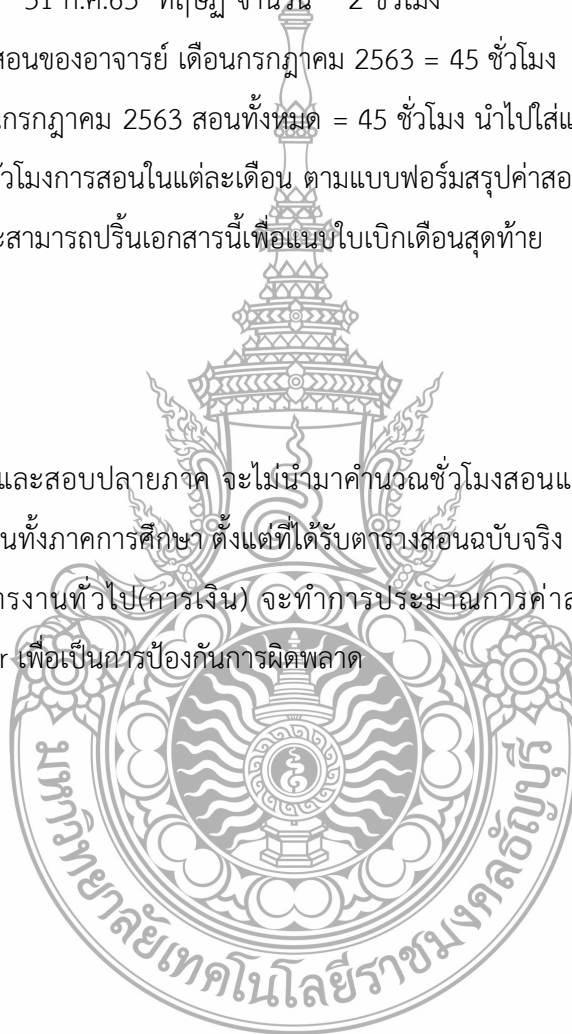 31 ก.ค.63 ทฤษฎี จำนวน 2 ชั่วโมง
สอนของอาจารย์ เดือนกรกฎาคม 2563 = 45 ชั่วโมง
กรกฎาคม 2563 สอนทั้งหมด = 45 ชั่วโมง นำไปใส่แ
ั่วโมงการสอนในแต่ละเดือน ตามแบบฟอร์มสรุปค่าสอ
ะสามารถปริ้นเอกสารนี้เพื่อแนบใบเบิกเดือนสุดท้าย
และสอบปลายภาค จะไม่นำมาคำนวณชั่วโมงสอนแ
นทั้งภาคการศึกษา ตั้งแต่ที่ได้รับตารางสอนฉบับจริง
ารงานทั่วไป(การเงิน) จะทำการประมาณการค่าส
r เพื่อเป็นการป้องกันการผิดพลาด
มหาวิทยาลัยเทคโนโลยีราชมงคลธัญบุรี